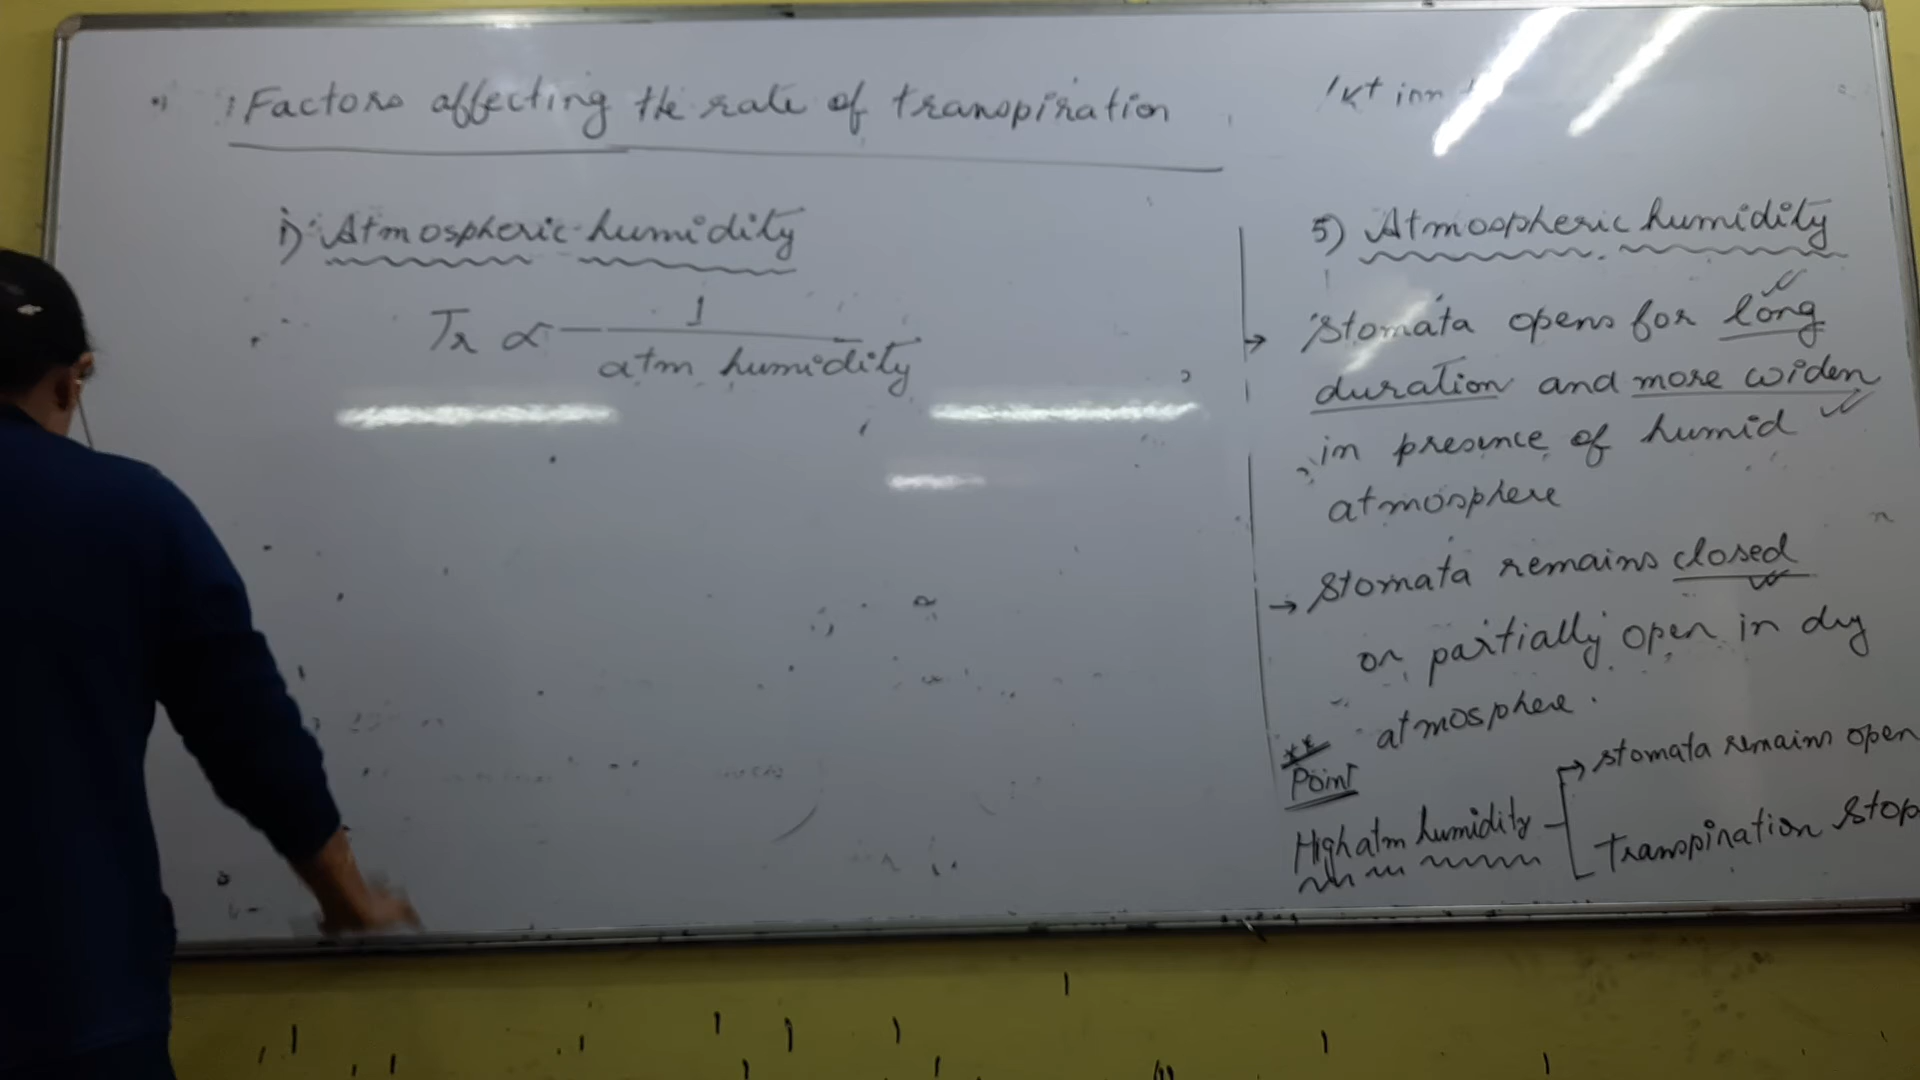 Factors affecting the rate of transpiration
i) Atmospheric humidity
Tr ∝ 1
atm humidity
5) Atmospheric humidity
→ Stomata opens for long
duration and more widen
in presence of humid
atmosphere
→ Stomata remains closed
or partially open in dry
atmosphere.
** Point
High atm humidity → stomata remains open
transpiration stop